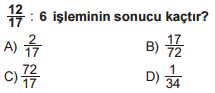 12/17 : 6 işleminin sonucu kaçtır?
A) 2/17 B) 17/72
C) 72/17 D) 1/34